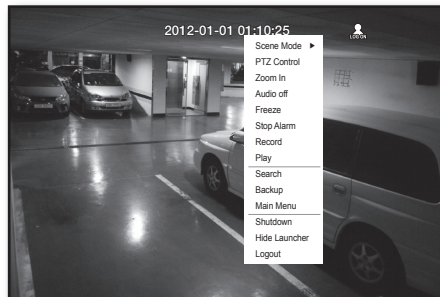 2012-01-01 01:10:25
LOG ON
Scene Mode
PTZ Control
Zoom In
Audio off
Freeze
Stop Alarm
Record
Play
Search
Backup
Main Menu
Shutdown
Hide Launcher
Logout